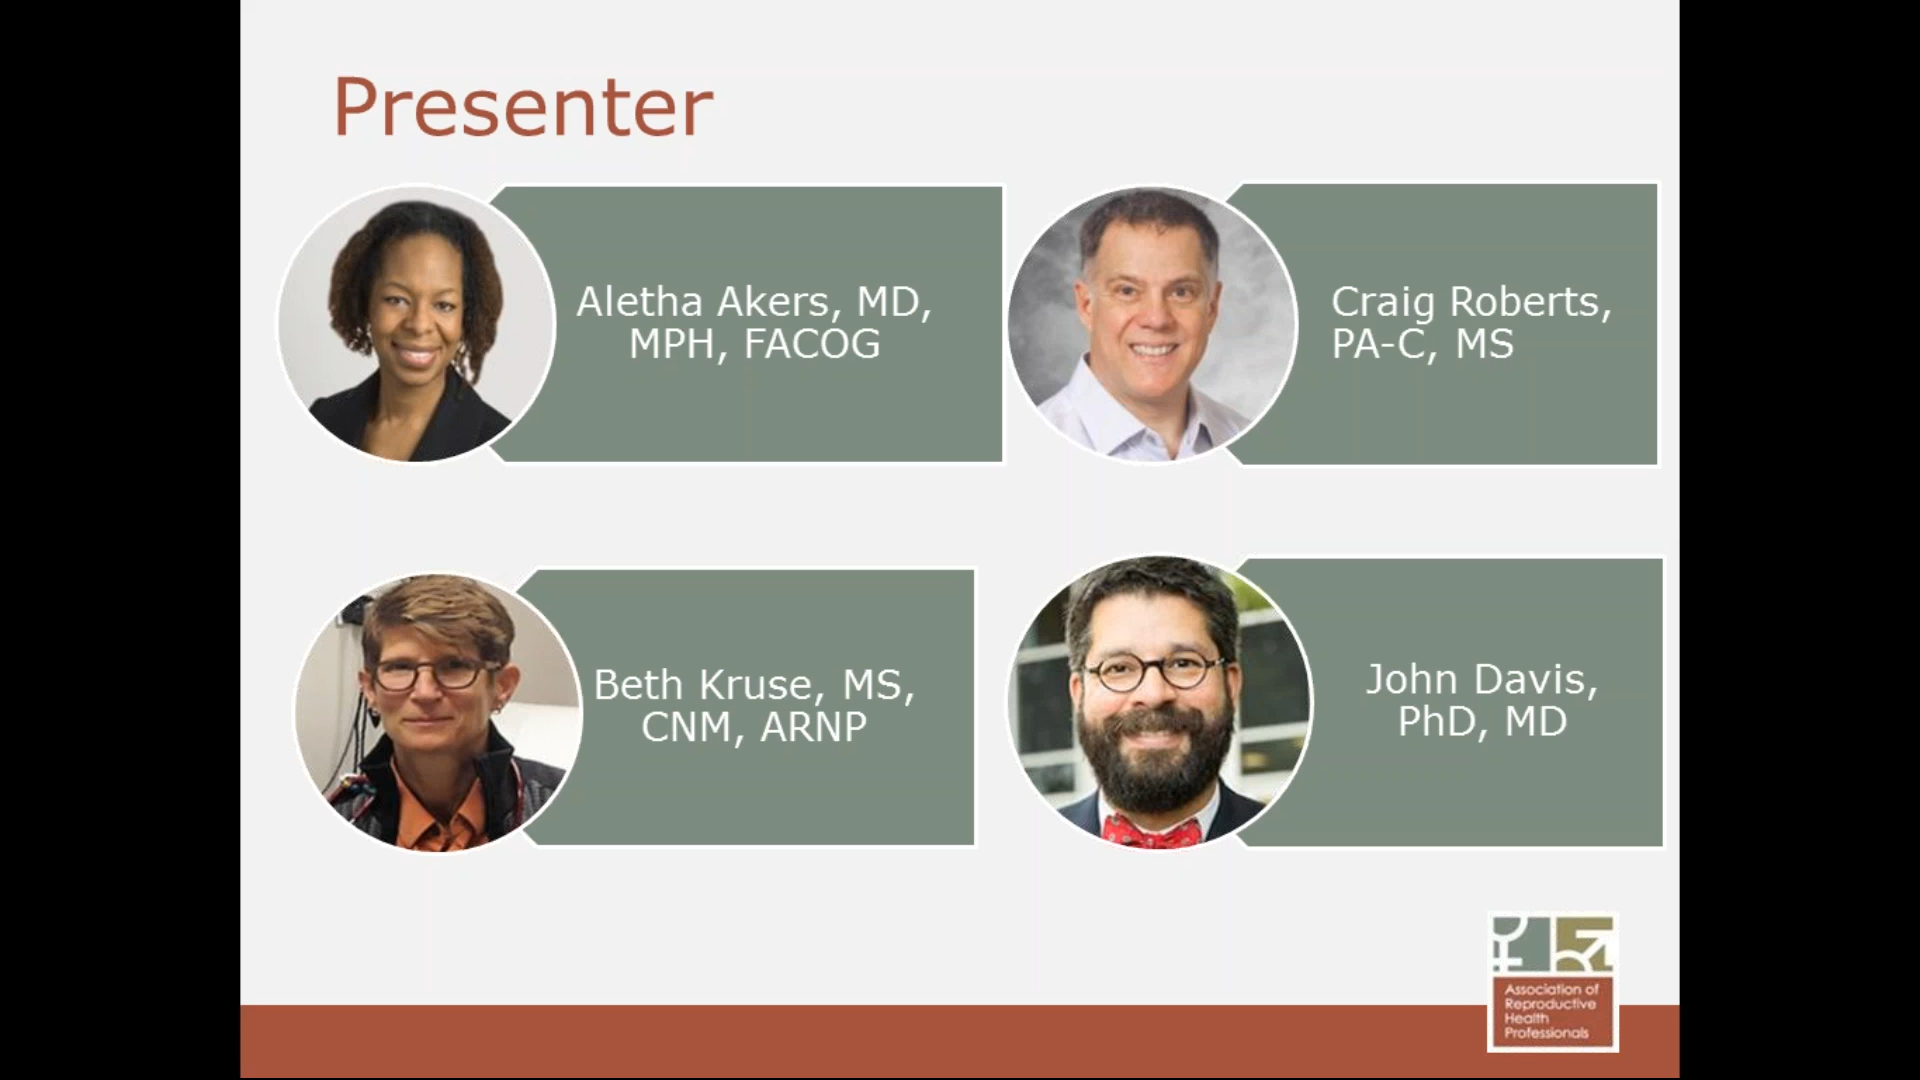 Presenter
Aletha Akers, MD,
MPH, FACOG
Craig Roberts,
PA-C, MS
Beth Kruse, MS,
CNM, ARNP
John Davis,
PhD, MD
Association of
Reproductive
Health
Professionals